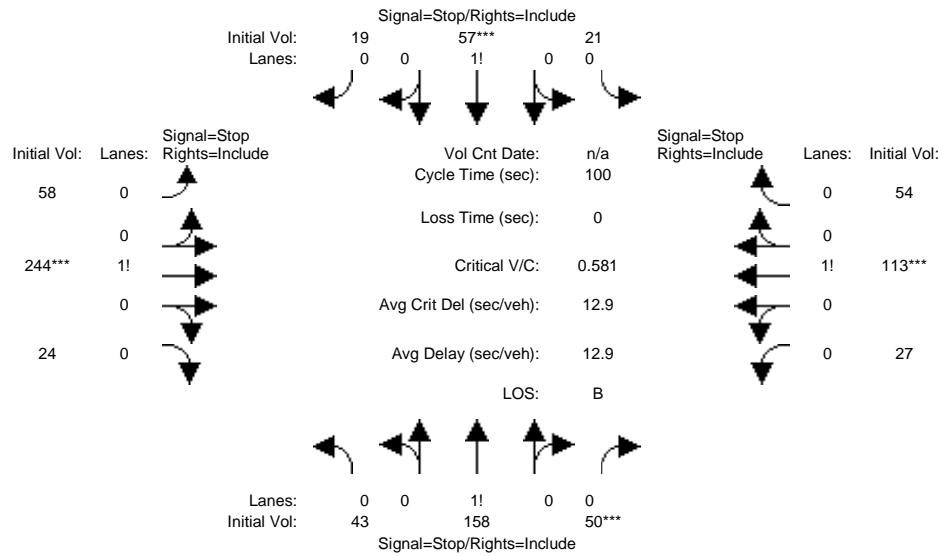 Signal=Stop/Rights=Include
Initial Vol: 19 57*** 21
Lanes: 0 0 1! 0 0
Signal=Stop Signal=Stop
Initial Vol: Lanes: Rights=Include Vol Cnt Date: n/a Rights=Include Lanes: Initial Vol:
Cycle Time (sec): 100
58 0 0 54
Loss Time (sec): 0
0 0
244*** 1! Critical V/C: 0.581 1! 113***
0 Avg Crit Del (sec/veh): 12.9 0
24 0 Avg Delay (sec/veh): 12.9 0 27
LOS: B
Lanes: 0 0 1! 0 0
Initial Vol: 43 158 50***
Signal=Stop/Rights=Include